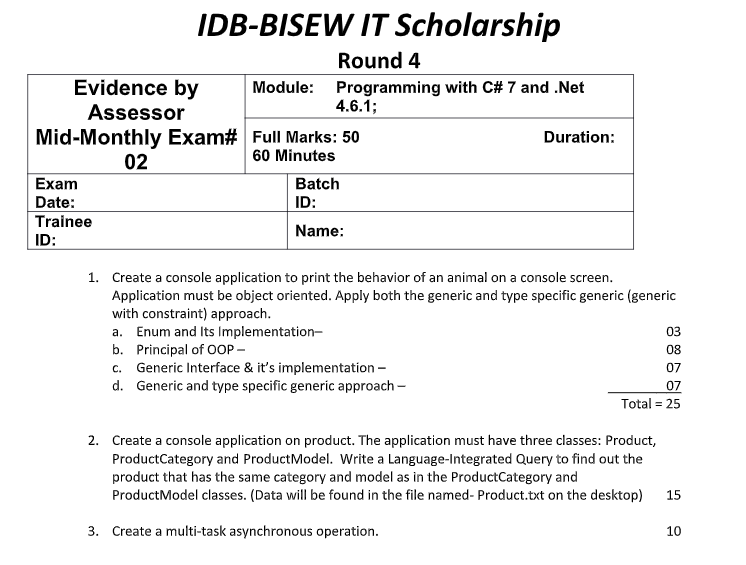 IDB-BISEW IT Scholarship
Round 4
Evidence by
Assessor
Mid-Monthly Exam#
02
Module: Programming with C# 7 and .Net
4.6.1;
Full Marks: 50 Duration:
60 Minutes
Exam
Date:
Batch
ID:
Trainee
ID:
Name:
1. Create a console application to print the behavior of an animal on a console screen.
Application must be object oriented. Apply both the generic and type specific generic (generic
with constraint) approach.
a. Enum and Its Implementation– 03
b. Principal of OOP – 08
c. Generic Interface & it’s implementation – 07
d. Generic and type specific generic approach – 07
Total = 25
2. Create a console application on product. The application must have three classes: Product,
ProductCategory and ProductModel. Write a Language-Integrated Query to find out the
product that has the same category and model as in the ProductCategory and
ProductModel classes. (Data will be found in the file named- Product.txt on the desktop) 15
3. Create a multi-task asynchronous operation. 10